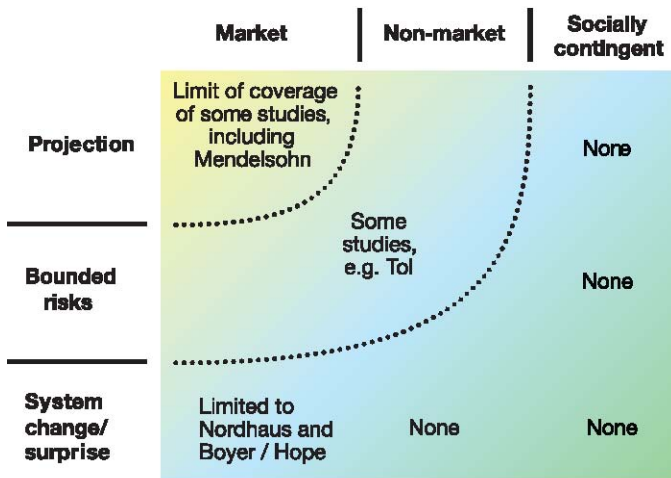 Market
Non-market
Socially
contingent
Projection
Limit of coverage
of some studies,
including
Mendelsohn
None
Bounded
risks
Some
studies,
e.g. Tol
None
System
change/
surprise
Limited to
Nordhaus and
Boyer / Hope
None
None